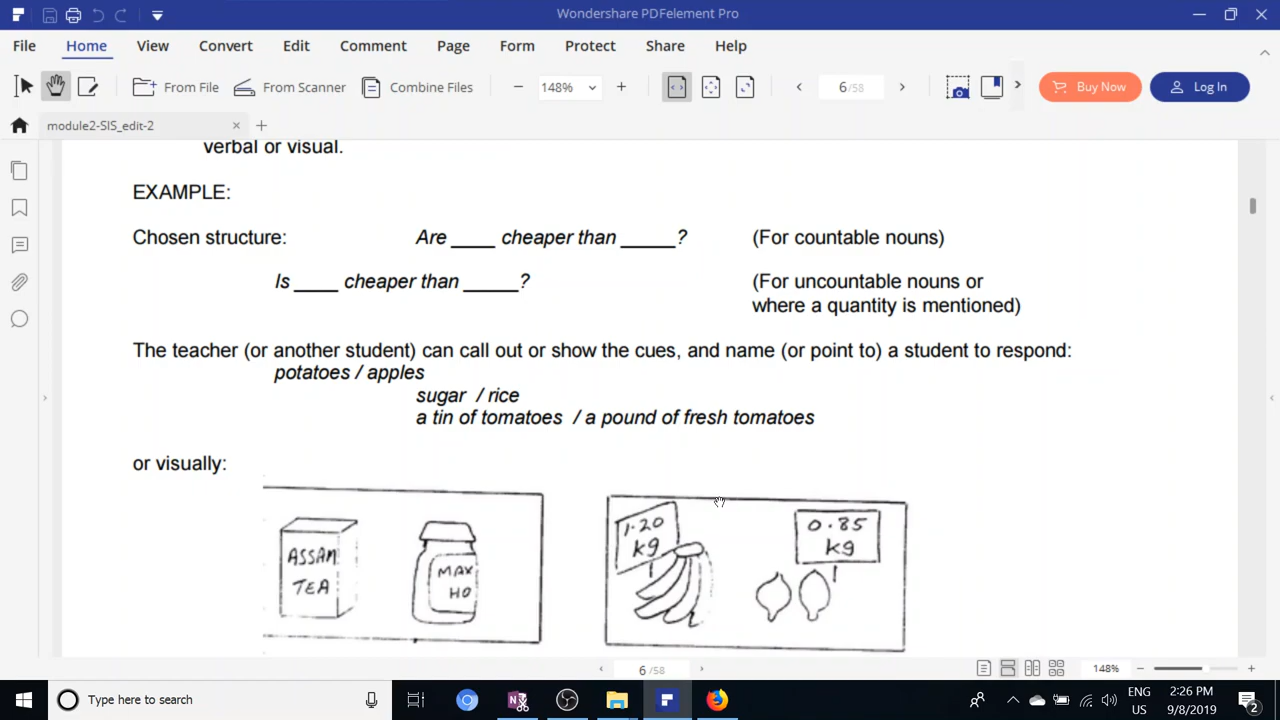 Wondershare PDFelement Pro
File Home View Convert Edit Comment Page Form Protect Share Help
From File From Scanner Combine Files 148% 6/58 Buy Now Log In
module2-SIS_edit-2
verbal or visual.
EXAMPLE:
Chosen structure: Are ____ cheaper than _____? (For countable nouns)
Is ____ cheaper than _____? (For uncountable nouns or
where a quantity is mentioned)
The teacher (or another student) can call out or show the cues, and name (or point to) a student to respond:
potatoes / apples
sugar / rice
a tin of tomatoes / a pound of fresh tomatoes
or visually:
ASSAM
TEA
MAX
HO
1.20
kg
0.85
kg
6/58 148%
Type here to search
ENG
US
2:26 PM
9/8/2019
2